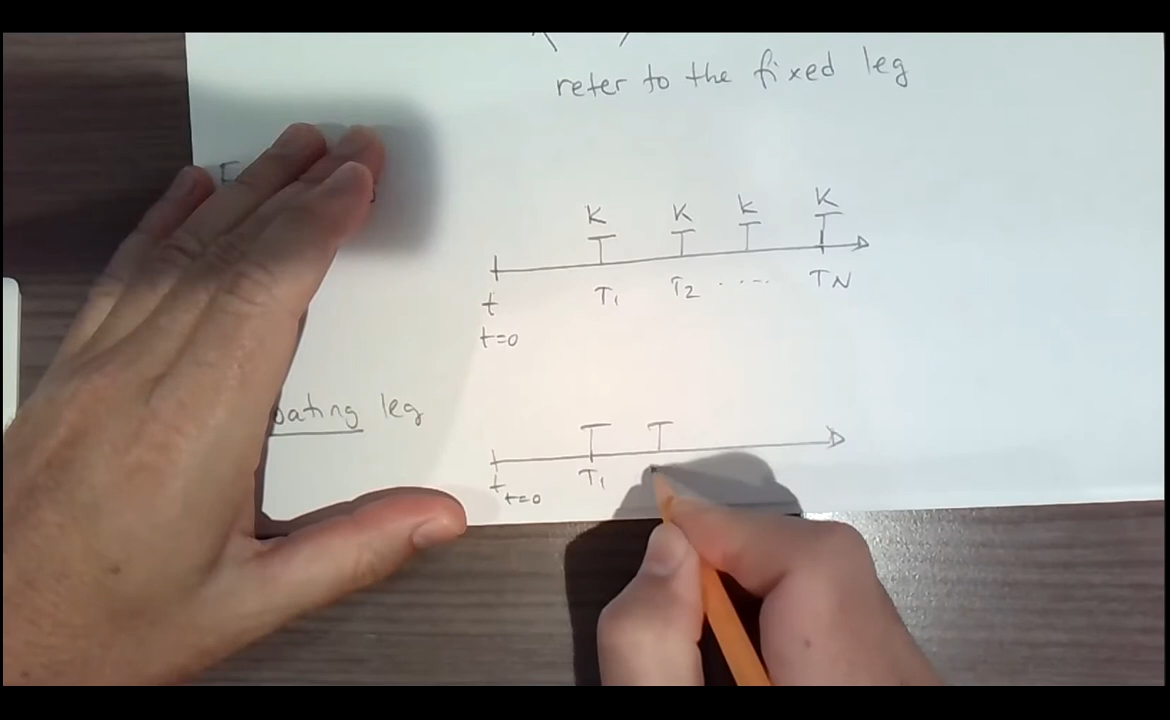 refer to the fixed leg
K K K K
T1 T2 ..... TN
t
t=0
oating leg
T1
t
t=0